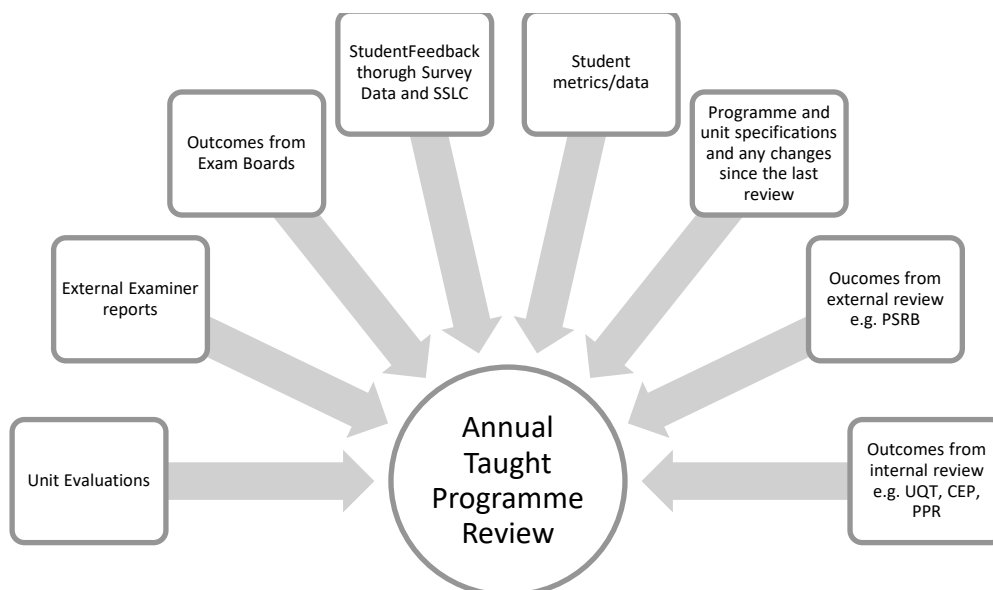 StudentFeedback
thorugh Survey
Data and SSLC
Student
metrics/data
Outcomes from
Exam Boards
Programme and
unit specifications
and any changes
since the last
review
External Examiner
reports
Oucomes from
external review
e.g. PSRB
Unit Evaluations
Annual
Taught
Programme
Review
Outcomes from
internal review
e.g. UQT, CEP,
PPR